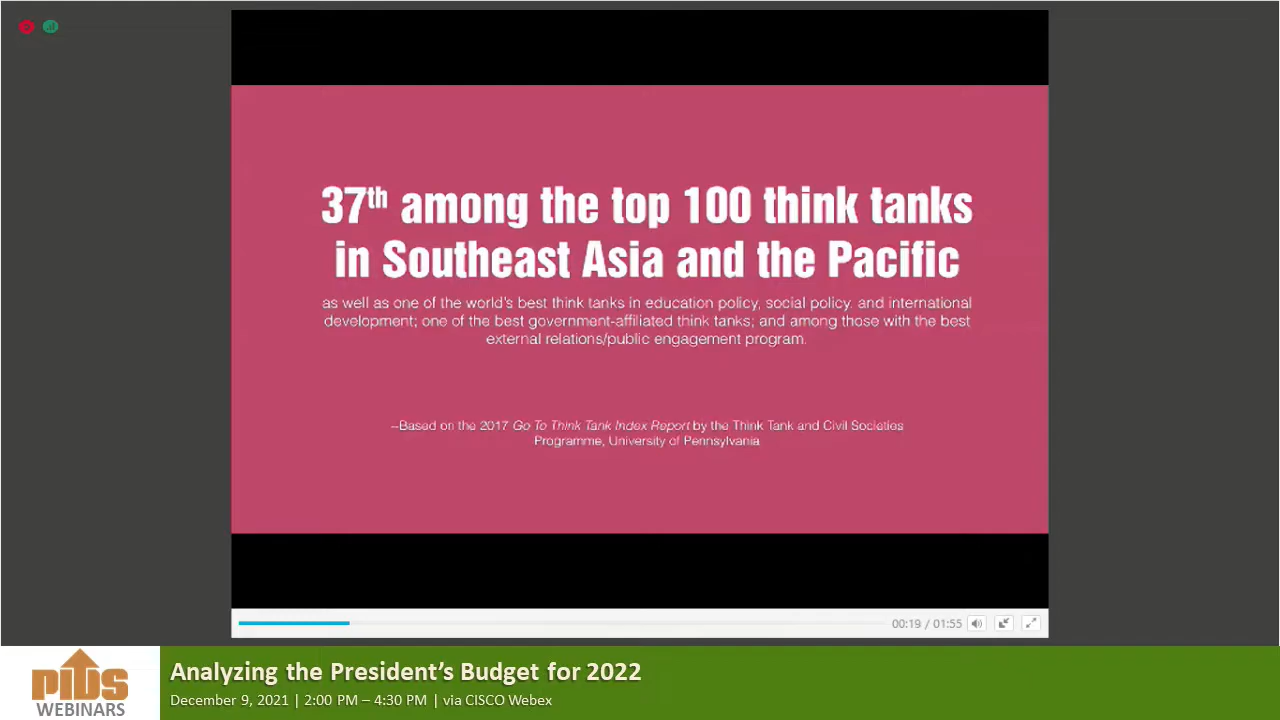 37th among the top 100 think tanks
in Southeast Asia and the Pacific
as well as one of the world's best think tanks in education policy, social policy, and international
development; one of the best government-affiliated think tanks; and among those with the best
external relations/public engagement program.
--Based on the 2017 Go To Think Tank Index Report by the Think Tank and Civil Societies
Programme, University of Pennsylvania
00:19 / 01:55
PIDS
WEBINARS
Analyzing the President's Budget for 2022
December 9, 2021 | 2:00 PM – 4:30 PM | via CISCO Webex